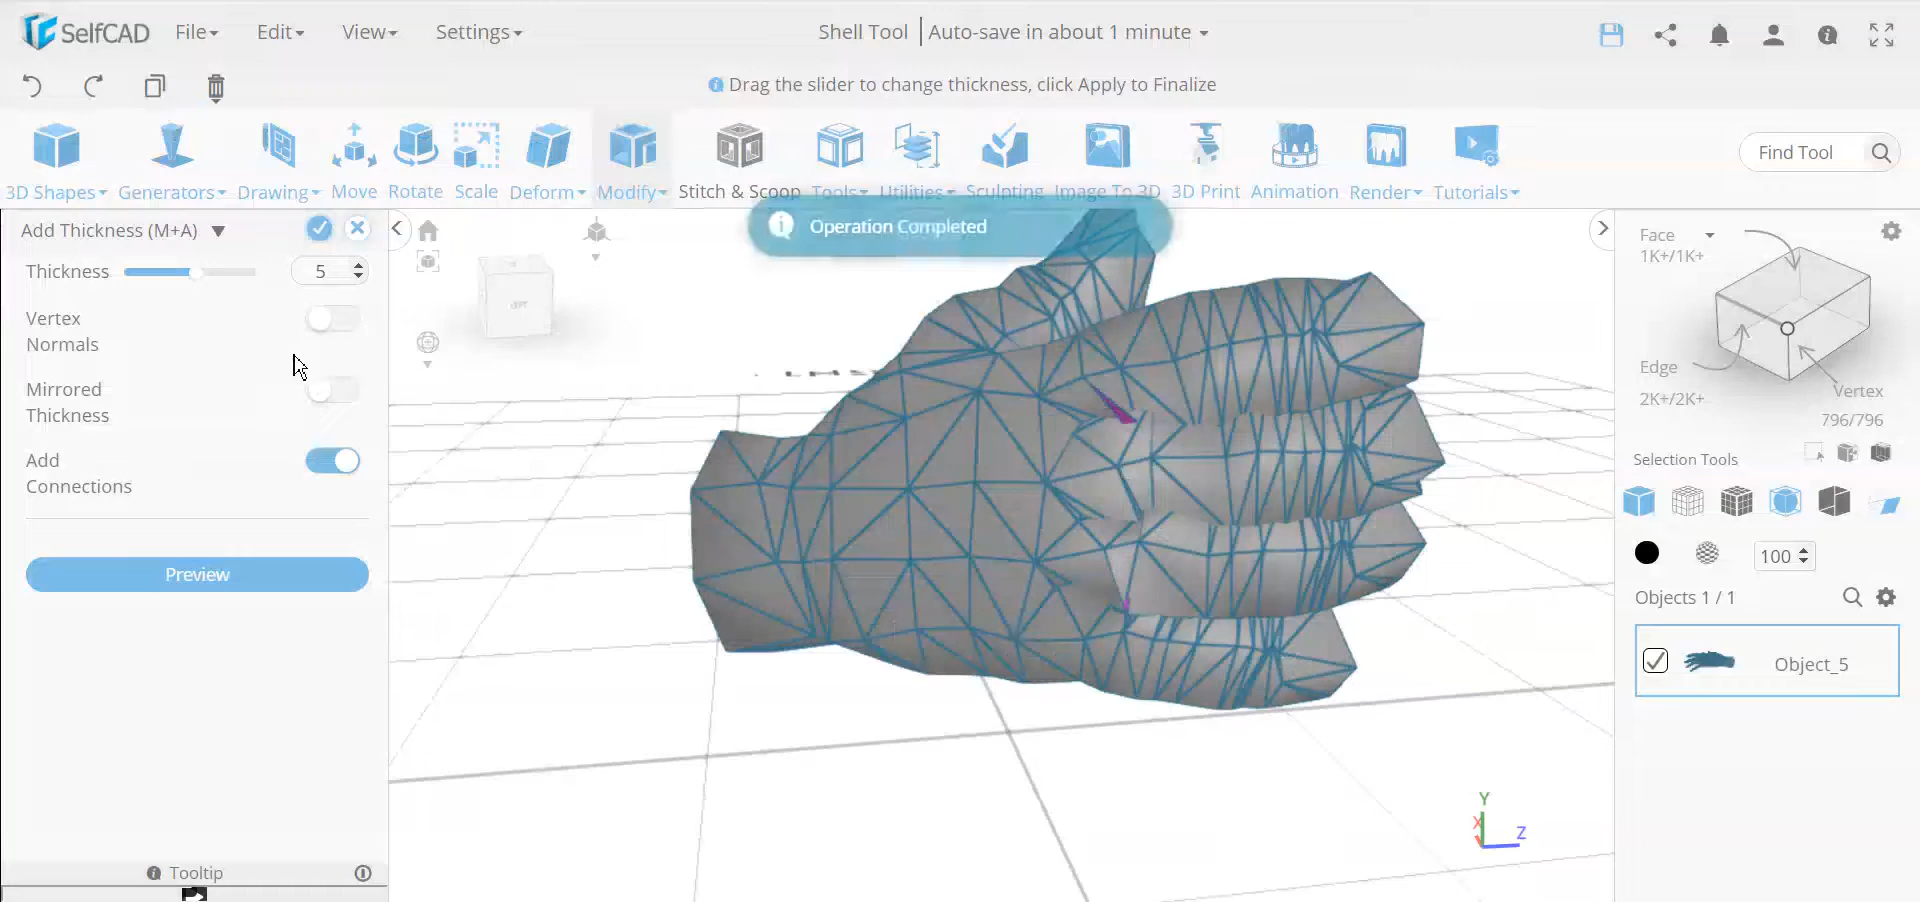 SelfCAD File Edit View Settings Shell Tool Auto-save in about 1 minute
Drag the slider to change thickness, click Apply to Finalize
3D Shapes Generators Drawing Move Rotate Scale Deform Modify Stitch & Scoop Tools Utilities Sculpting Image To 3D 3D Print Animation Render Tutorials
Find Tool
Operation Completed
Add Thickness (M+A)
Thickness 5
Vertex
Normals
Mirrored
Thickness
Add
Connections
Preview
Tooltip
Y
X
Z
Face
1K+/1K+
Edge
2K+/2K+
Vertex
796/796
Selection Tools
100
Objects 1 / 1
Object_5